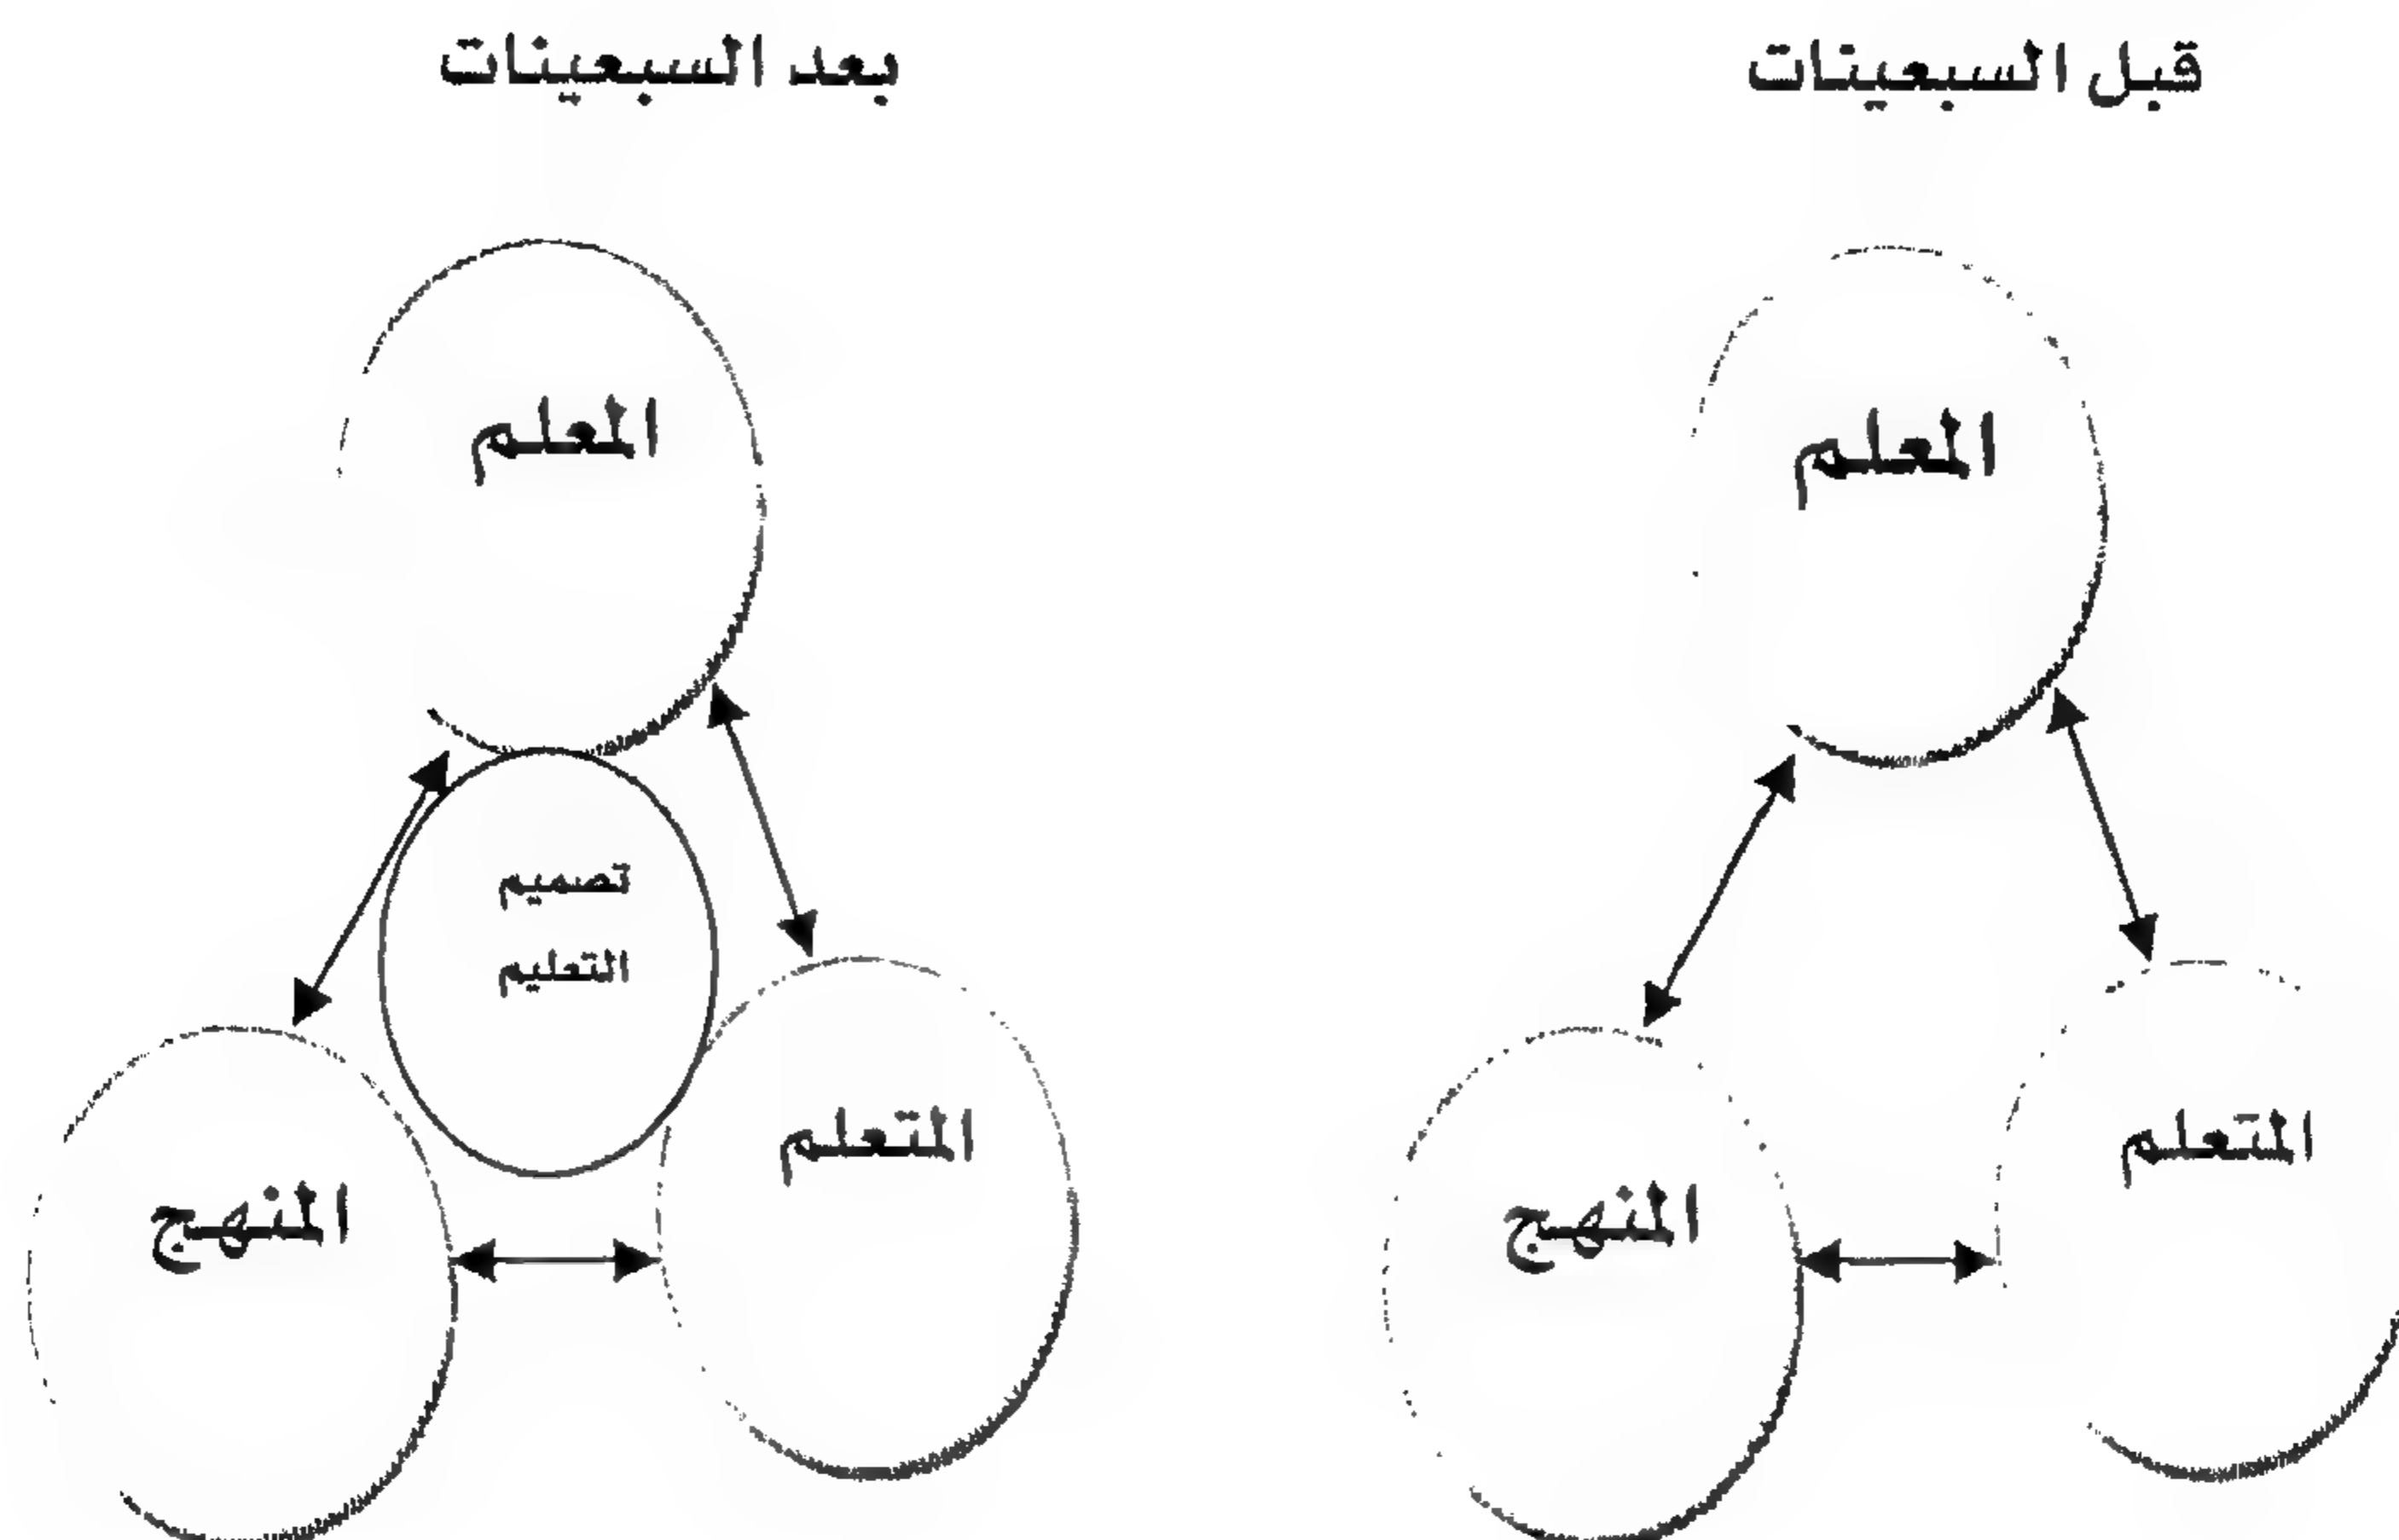 قبل السبعينات
المعلم
المتعلم
المنهج
بعد السبعينات
المعلم
تصميم
التعليم
المتعلم
المنهج